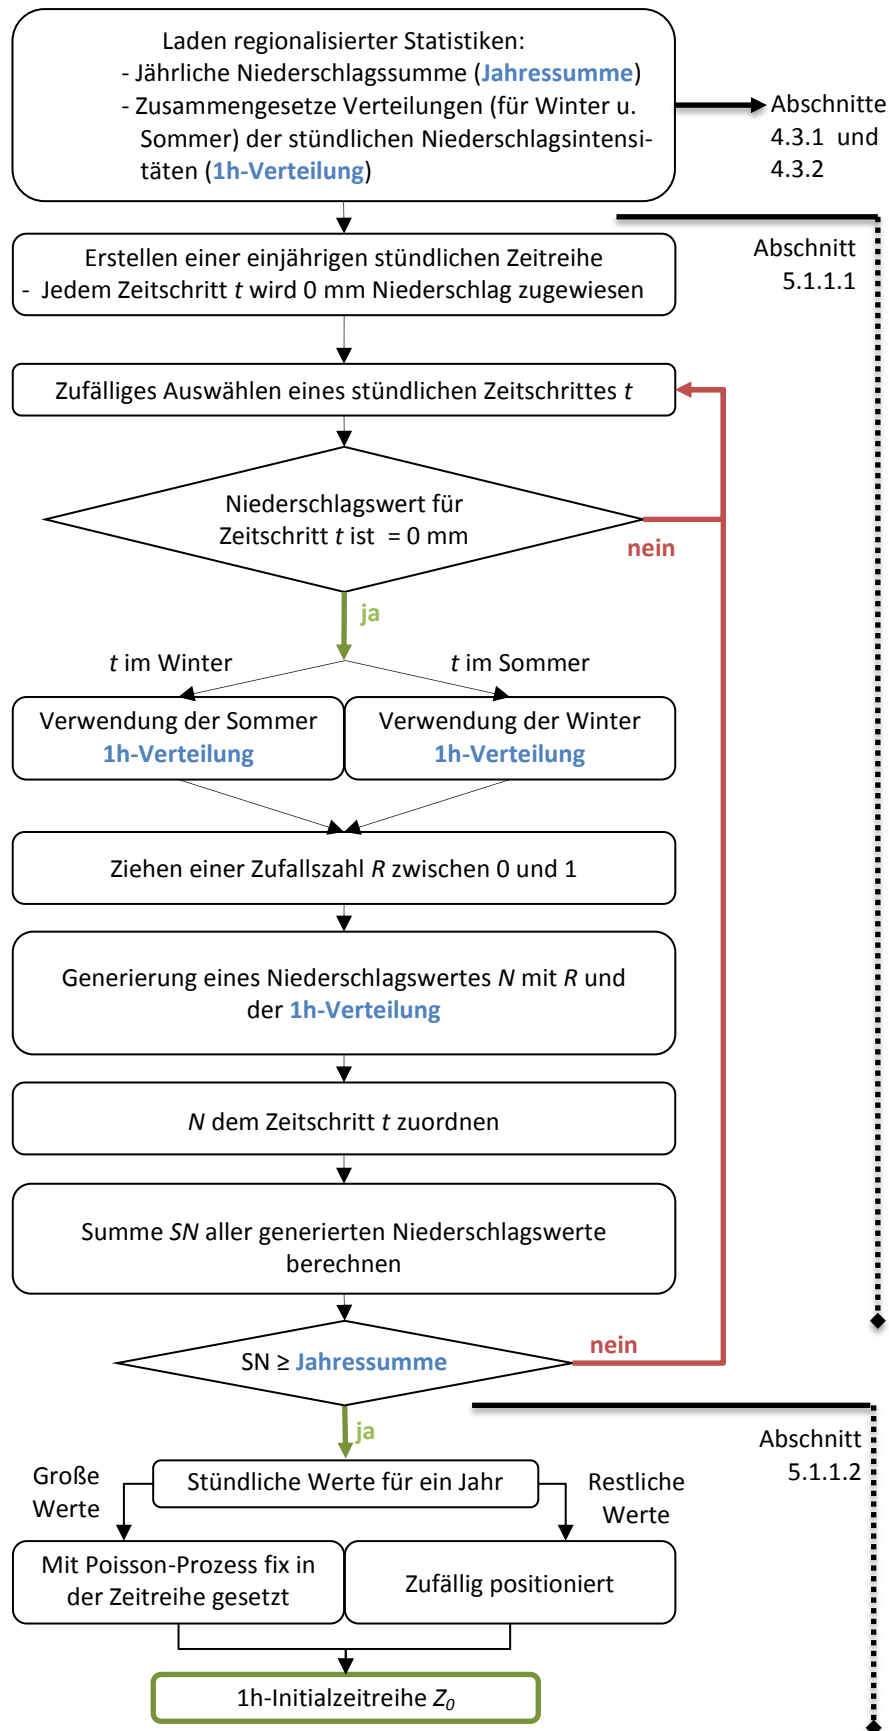 Laden regionalisierter Statistiken:
- Jährliche Niederschlagssumme (Jahressumme)
- Zusammengesetze Verteilungen (für Winter u.
Sommer) der stündlichen Niederschlagsintensi-
täten (1h-Verteilung)
Abschnitte
4.3.1 und
4.3.2
Abschnitt
5.1.1.1
Erstellen einer einjährigen stündlichen Zeitreihe
- Jedem Zeitschritt t wird 0 mm Niederschlag zugewiesen
Zufälliges Auswählen eines stündlichen Zeitschrittes t
Niederschlagswert für
Zeitschritt t ist = 0 mm
nein
ja
t im Winter
t im Sommer
Verwendung der Sommer
1h-Verteilung
Verwendung der Winter
1h-Verteilung
Ziehen einer Zufallszahl R zwischen 0 und 1
Generierung eines Niederschlagswertes N mit R und
der 1h-Verteilung
N dem Zeitschritt t zuordnen
Summe SN aller generierten Niederschlagswerte
berechnen
SN ≥ Jahressumme
nein
ja
Abschnitt
5.1.1.2
Große
Werte
Stündliche Werte für ein Jahr
Restliche
Werte
Mit Poisson-Prozess fix in
der Zeitreihe gesetzt
Zufällig positioniert
1h-Initialzeitreihe Z0